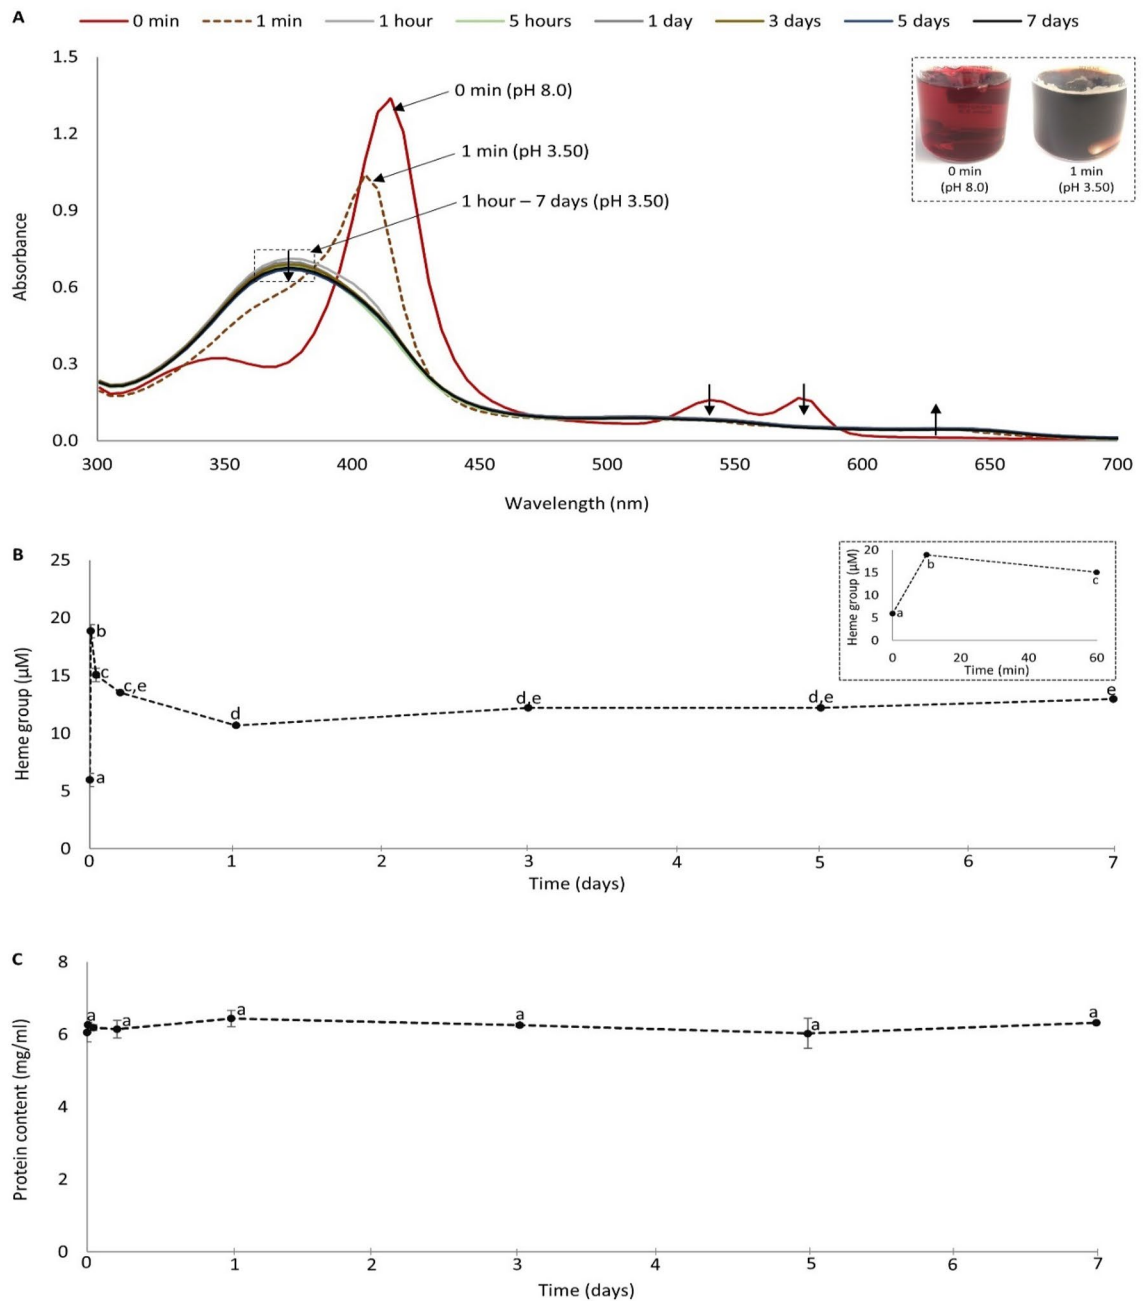 A
0 min 1 min 1 hour 5 hours 1 day 3 days 5 days 7 days
1.5
1.2
0.9
0.6
0.3
0.0
Absorbance
0 min (pH 8.0)
1 min (pH 3.50)
1 hour – 7 days (pH 3.50)
0 min
(pH 8.0)
1 min
(pH 3.50)
300 350 400 450 500 550 600 650 700
Wavelength (nm)
B
25
20
15
10
5
0
Heme group (μM)
b
c
c,e
a
d
d,e
d,e
e
0 1 2 3 4 5 6 7
Time (days)
Heme group (μM)
20
15
10
5
0
a
b
c
0 20 40 60
Time (min)
C
8
6
4
2
0
Protein content (mg/ml)
a
a
a
a
a
a
0 1 2 3 4 5 6 7
Time (days)